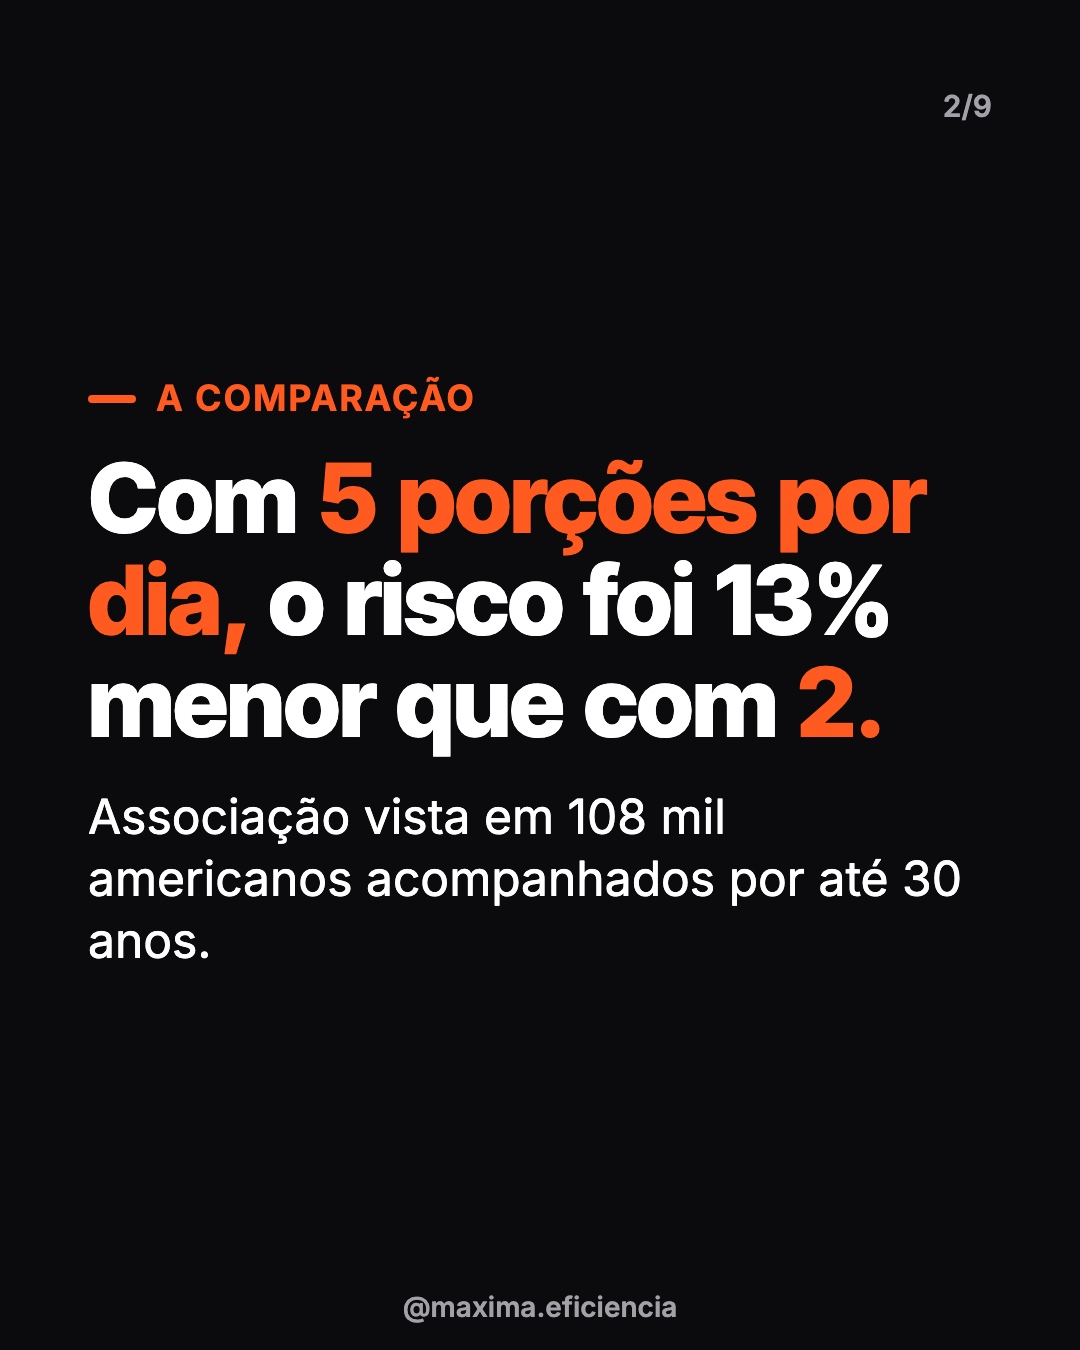 2/9
A COMPARAÇÃO
Com 5 porções por
dia, o risco foi 13%
menor que com 2.
Associação vista em 108 mil
americanos acompanhados por até 30
anos.
@maxima.eficiencia